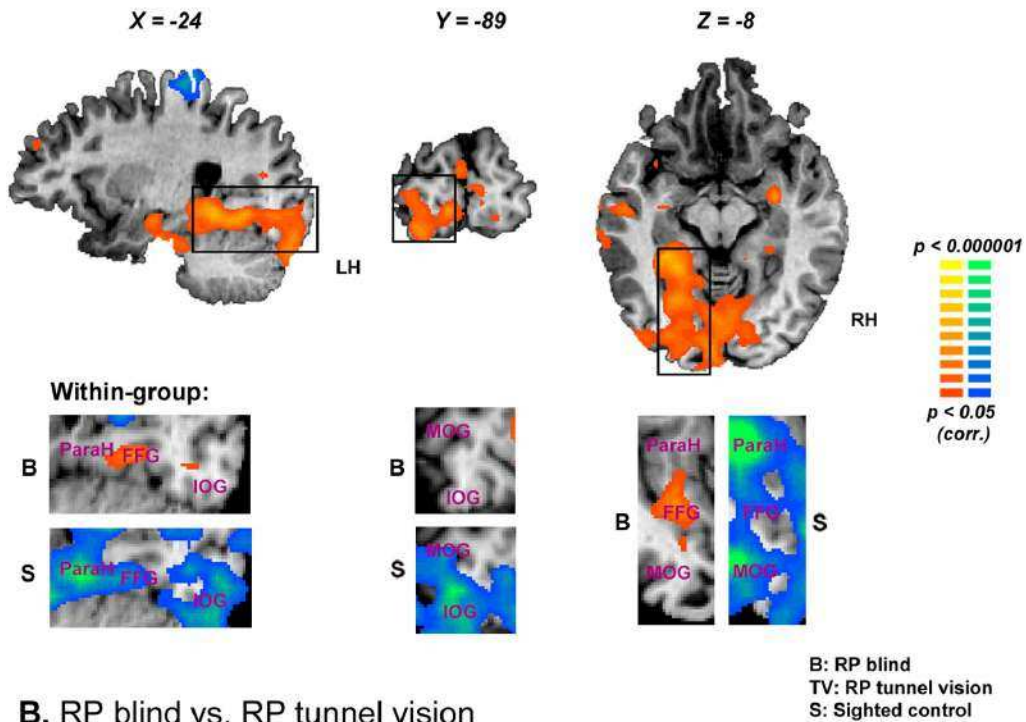 X = -24
Y = -89
Z = -8
LH
RH
p < 0.000001
p < 0.05
(corr.)
Within-group:
B
ParaH FFG
IOG
S
ParaH FFG
IOG
B
MOG
IOG
S
MOG
IOG
B
ParaH
FFG
MOG
S
ParaH
FFG
MOG
B: RP blind
TV: RP tunnel vision
S: Sighted control
B. RP blind vs. RP tunnel vision